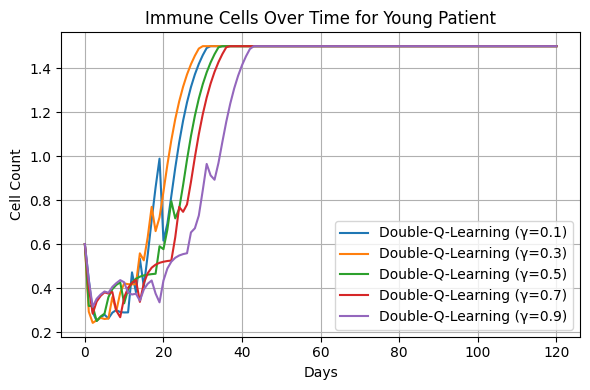 Immune Cells Over Time for Young Patient
Cell Count
1.4
1.2
1.0
0.8
0.6
0.4
0.2
0
20
40
60
80
100
120
Days
Double-Q-Learning (γ=0.1)
Double-Q-Learning (γ=0.3)
Double-Q-Learning (γ=0.5)
Double-Q-Learning (γ=0.7)
Double-Q-Learning (γ=0.9)